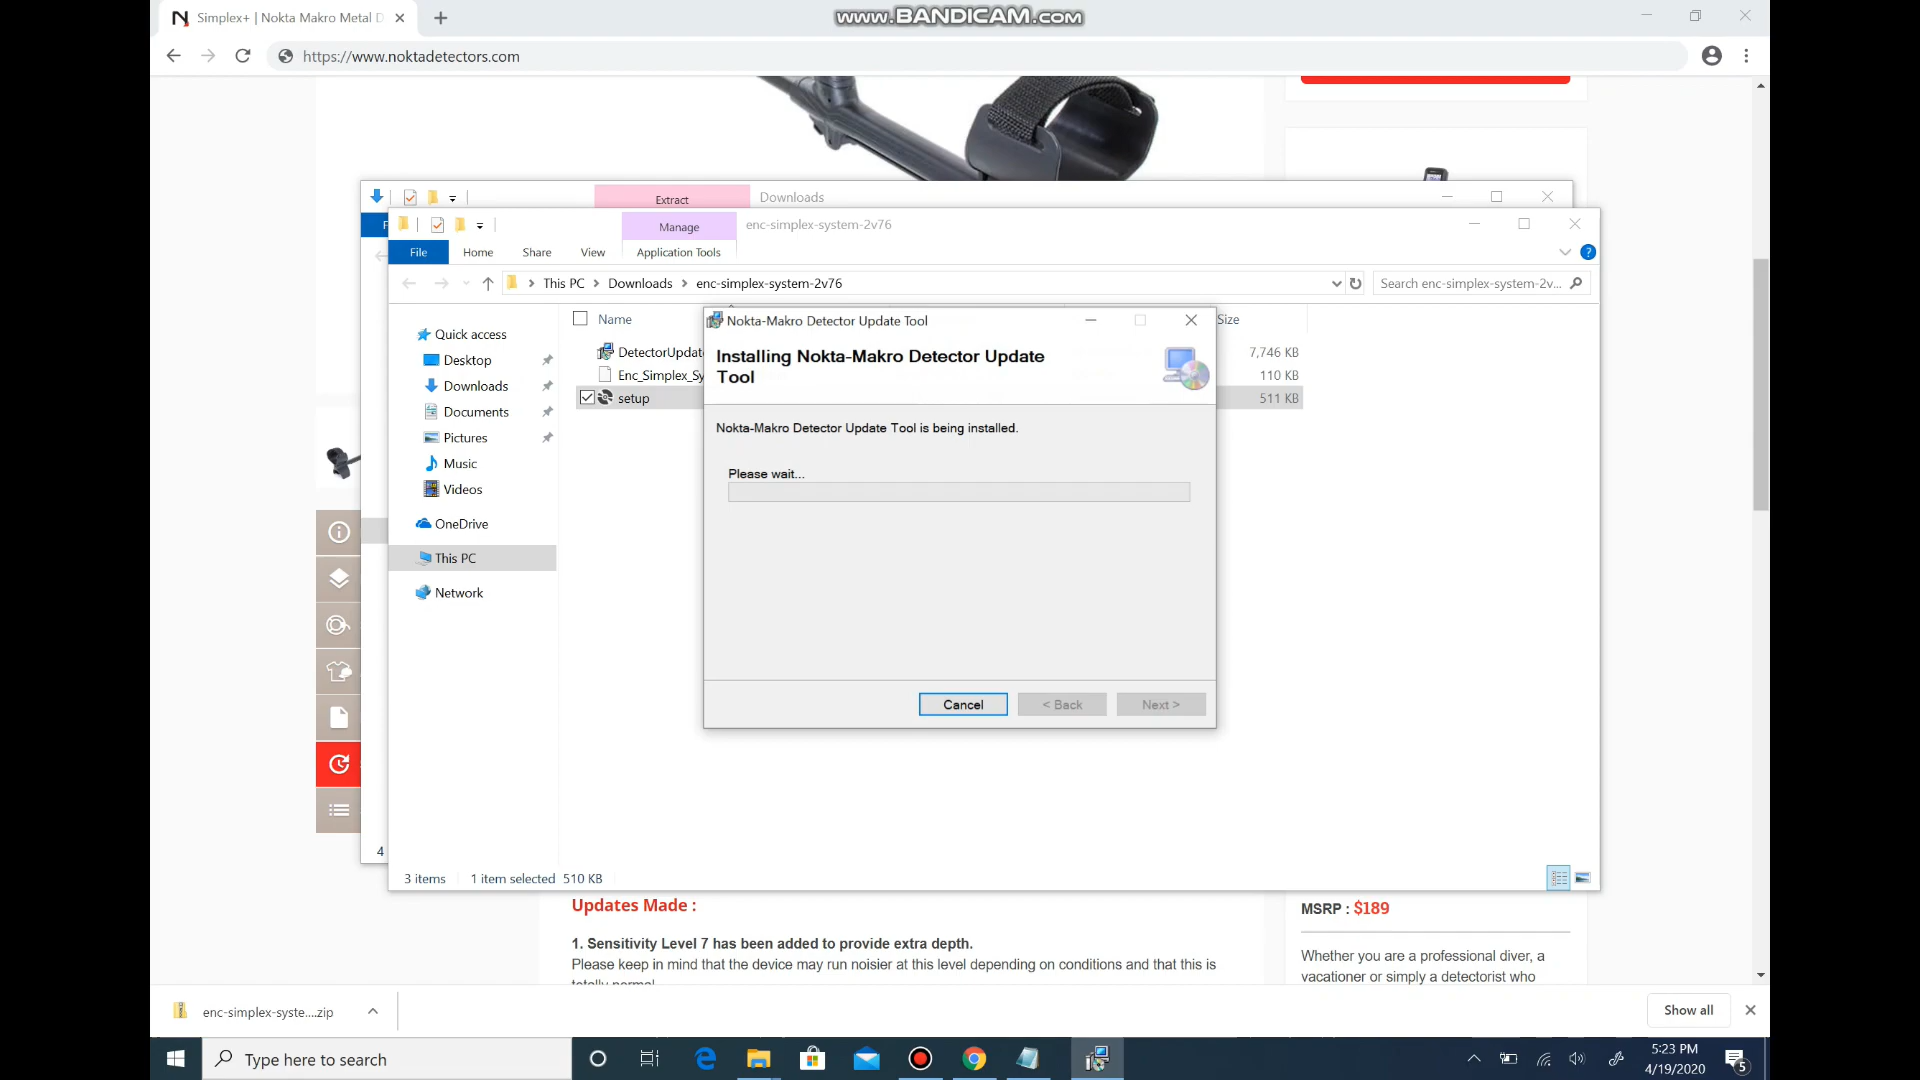 www.BANDICAM.com
Simplex+ | Nokta Makro Metal D
https://www.noktadetectors.com
Extract
Downloads
Manage
enc-simplex-system-2v76
File
Home
Share
View
Application Tools
This PC
Downloads
enc-simplex-system-2v76
Search enc-simplex-system-2v...
Name
Size
DetectorUpdat
7,746 KB
Enc_Simplex_Sy
110 KB
setup
511 KB
Quick access
Desktop
Downloads
Documents
Pictures
Music
Videos
OneDrive
This PC
Network
Nokta-Makro Detector Update Tool
Installing Nokta-Makro Detector Update
Tool
Nokta-Makro Detector Update Tool is being installed.
Please wait...
Cancel
< Back
Next >
4
3 items
1 item selected 510 KB
Updates Made :
1. Sensitivity Level 7 has been added to provide extra depth.
Please keep in mind that the device may run noisier at this level depending on conditions and that this is
totally normal
MSRP : $189
Whether you are a professional diver, a
vacationer or simply a detectorist who
enc-simplex-syste....zip
Show all
Type here to search
5:23 PM
4/19/2020
5